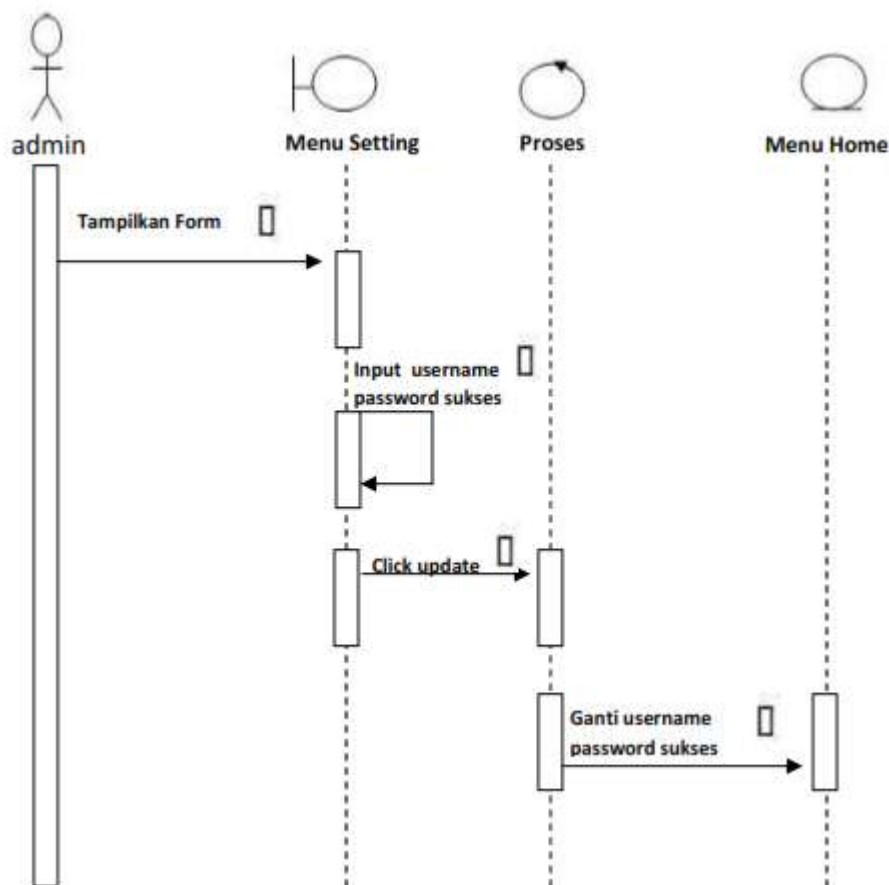 admin
Menu Setting
Proses
Menu Home
Tampilkan Form
Input username
password sukses
Click update
Ganti username
password sukses